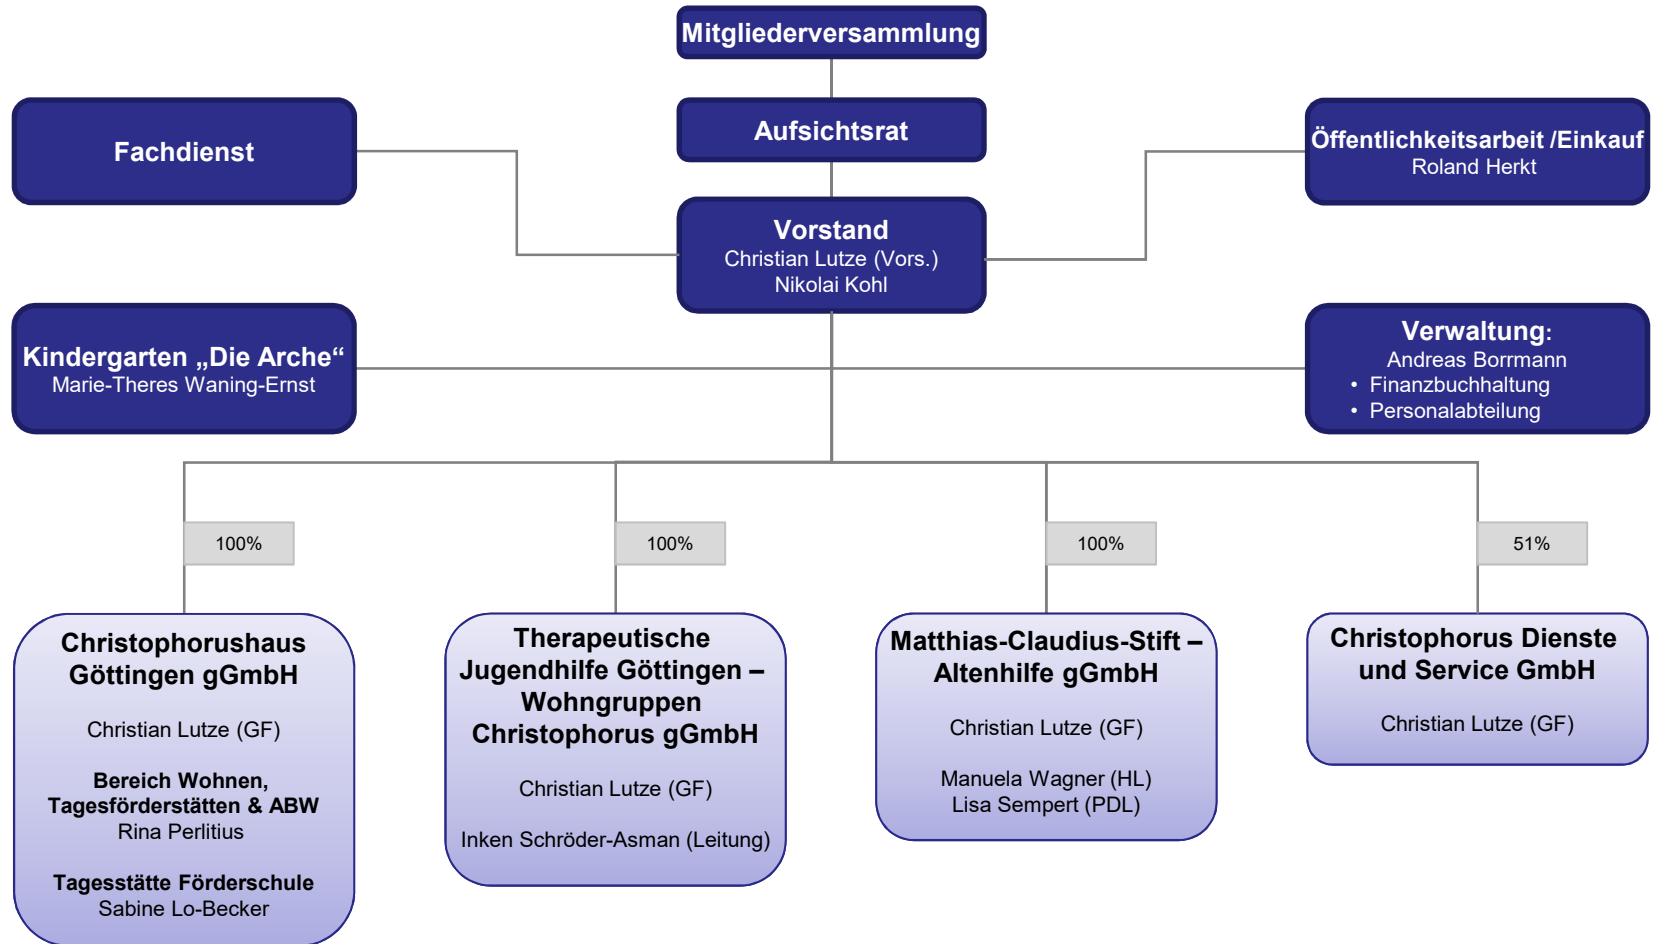 Mitgliederversammlung
Fachdienst
Aufsichtsrat
Öffentlichkeitsarbeit /Einkauf
Roland Herkt
Vorstand
Christian Lutze (Vors.)
Nikolai Kohl
Kindergarten „Die Arche“
Marie-Theres Waning-Ernst
Verwaltung:
Andreas Borrmann
• Finanzbuchhaltung
• Personalabteilung
100%
100%
100%
51%
Christophorushaus
Göttingen gGmbH
Christian Lutze (GF)
Bereich Wohnen,
Tagesförderstätten & ABW
Rina Perlitius
Tagesstätte Förderschule
Sabine Lo-Becker
Therapeutische
Jugendhilfe Göttingen –
Wohngruppen
Christophorus gGmbH
Christian Lutze (GF)
Inken Schröder-Asman (Leitung)
Matthias-Claudius-Stift –
Altenhilfe gGmbH
Christian Lutze (GF)
Manuela Wagner (HL)
Lisa Sempert (PDL)
Christophorus Dienste
und Service GmbH
Christian Lutze (GF)